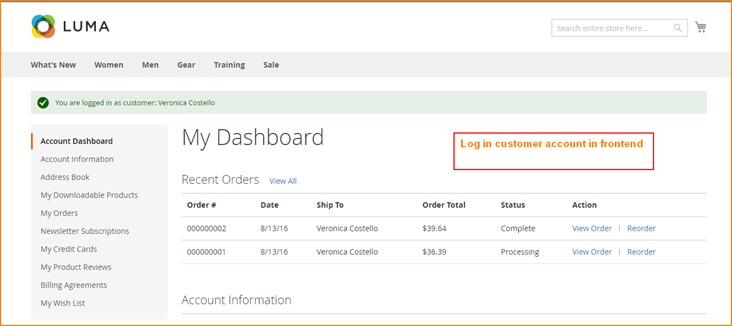 LUMA
Search entire store here...
What's New Women Men Gear Training Sale
You are logged in as customer: Veronica Costello
Account Dashboard
Account Information
Address Book
My Downloadable Products
My Orders
Newsletter Subscriptions
My Credit Cards
My Product Reviews
Billing Agreements
My Wish List
My Dashboard
Log in customer account in frontend
Recent Orders View All
Order # Date Ship To Order Total Status Action
000000002 8/13/16 Veronica Costello $39.64 Complete View Order | Reorder
000000001 8/13/16 Veronica Costello $36.39 Processing View Order | Reorder
Account Information